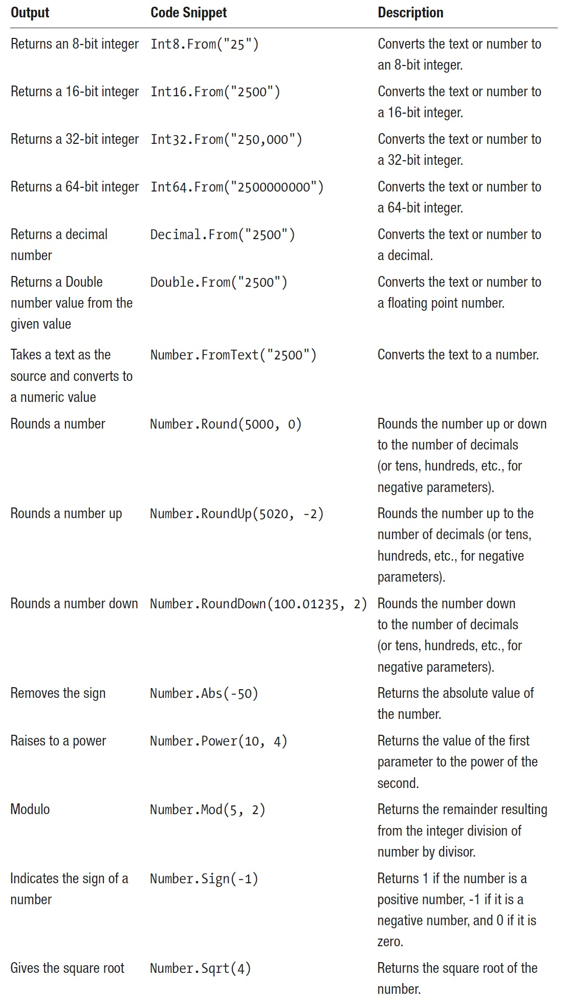 Output Code Snippet Description
Returns an 8-bit integer Int8.From("25") Converts the text or number to
an 8-bit integer.
Returns a 16-bit integer Int16.From("2500") Converts the text or number to
a 16-bit integer.
Returns a 32-bit integer Int32.From("250,000") Converts the text or number to
a 32-bit integer.
Returns a 64-bit integer Int64.From("2500000000") Converts the text or number to
a 64-bit integer.
Returns a decimal Decimal.From("2500") Converts the text or number to
number a decimal.
Returns a Double Double.From("2500") Converts the text or number to
number value from the a floating point number.
given value
Takes a text as the Number.FromText("2500") Converts the text to a number.
source and converts to
a numeric value
Rounds a number Number.Round(5000, 0) Rounds the number up or down
to the number of decimals
(or tens, hundreds, etc., for
negative parameters).
Rounds a number up Number.RoundUp(5020, -2) Rounds the number up to the
number of decimals (or tens,
hundreds, etc., for negative
parameters).
Rounds a number down Number.RoundDown(100.01235, 2) Rounds the number down
to the number of decimals
(or tens, hundreds, etc., for
negative parameters).
Removes the sign Number.Abs(-50) Returns the absolute value of
the number.
Raises to a power Number.Power(10, 4) Returns the value of the first
parameter to the power of the
second.
Modulo Number.Mod(5, 2) Returns the remainder resulting
from the integer division of
number by divisor.
Indicates the sign of a Number.Sign(-1) Returns 1 if the number is a
number positive number, -1 if it is a
negative number, and 0 if it is
zero.
Gives the square root Number.Sqrt(4) Returns the square root of the
number.